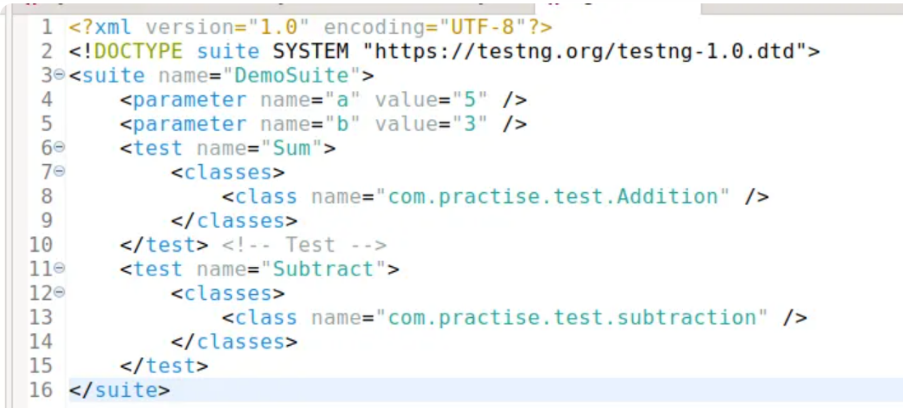 1 <?xml version="1.0" encoding="UTF-8"?>
2 <!DOCTYPE suite SYSTEM "https://testng.org/testng-1.0.dtd">
3 <suite name="DemoSuite">
4     <parameter name="a" value="5" />
5     <parameter name="b" value="3" />
6     <test name="Sum">
7         <classes>
8             <class name="com.practise.test.Addition" />
9         </classes>
10     </test> <!-- Test -->
11     <test name="Subtract">
12         <classes>
13             <class name="com.practise.test.subtraction" />
14         </classes>
15     </test>
16 </suite>